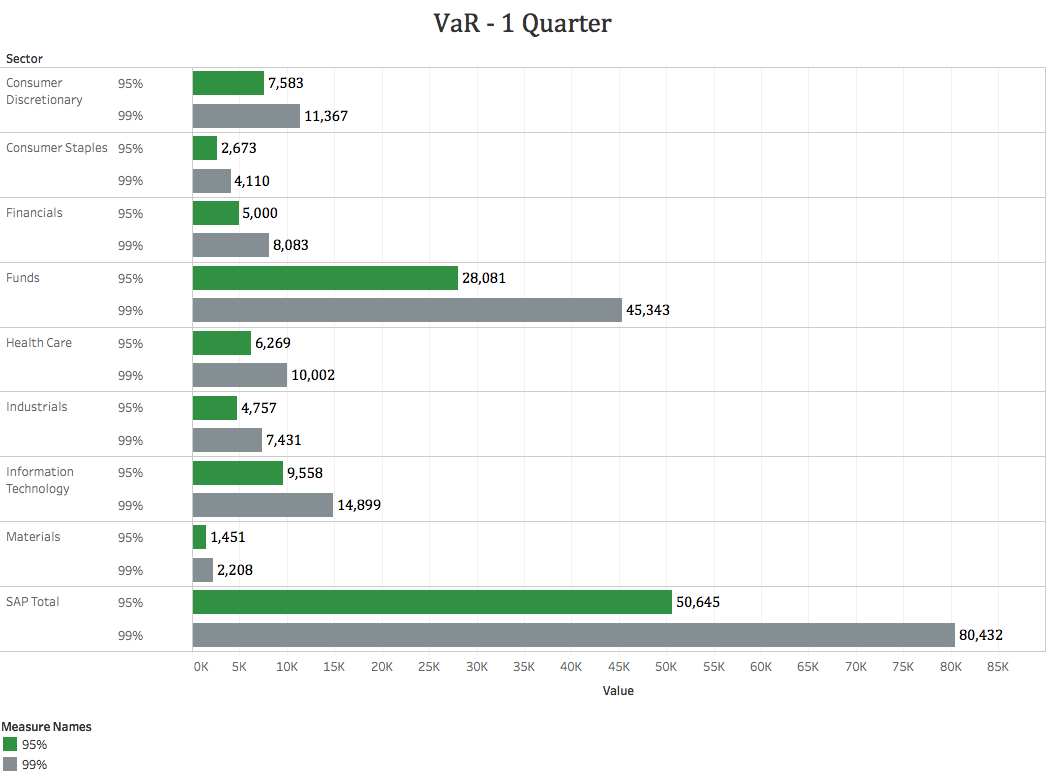 VaR - 1 Quarter
Sector
Consumer
Discretionary
95%
7,583
99%
11,367
Consumer Staples
95%
2,673
99%
4,110
Financials
95%
5,000
99%
8,083
Funds
95%
28,081
99%
45,343
Health Care
95%
6,269
99%
10,002
Industrials
95%
4,757
99%
7,431
Information
Technology
95%
9,558
99%
14,899
Materials
95%
1,451
99%
2,208
SAP Total
95%
50,645
99%
80,432
0K 5K 10K 15K 20K 25K 30K 35K 40K 45K 50K 55K 60K 65K 70K 75K 80K 85K
Value
Measure Names
95%
99%